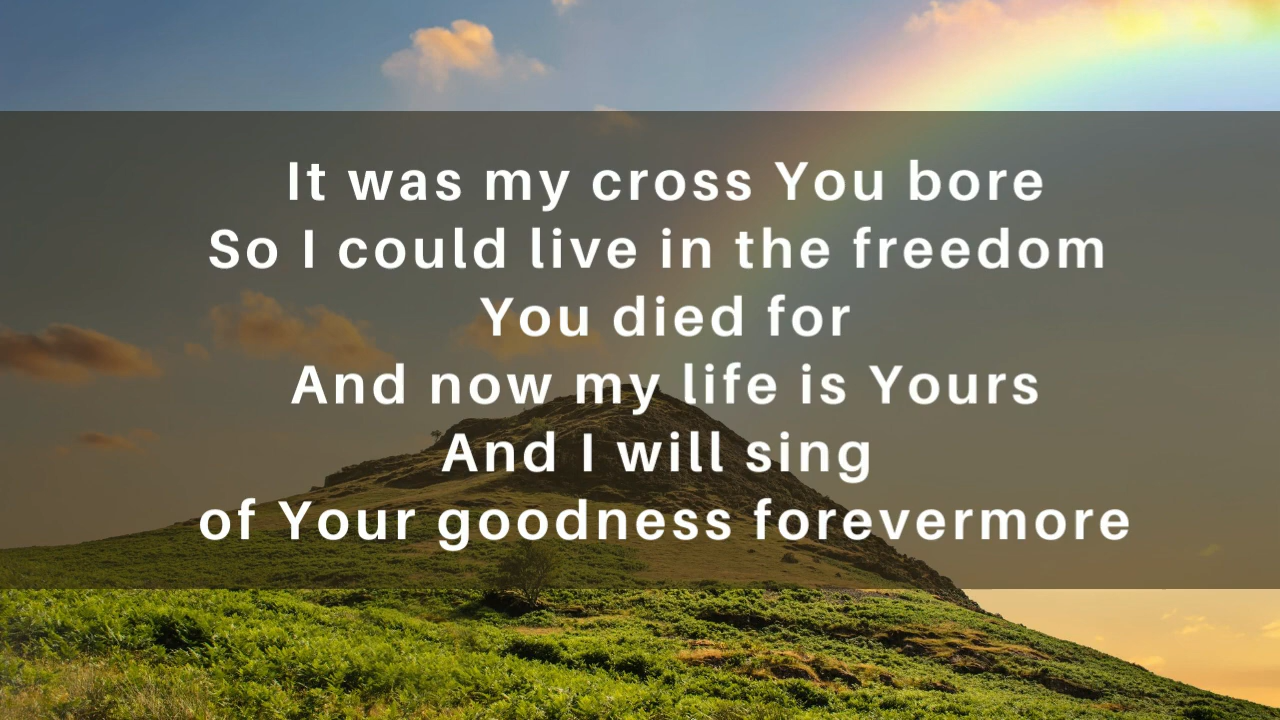 It was my cross You bore
So I could live in the freedom
You died for
And now my life is Yours
And I will sing
of Your goodness forevermore